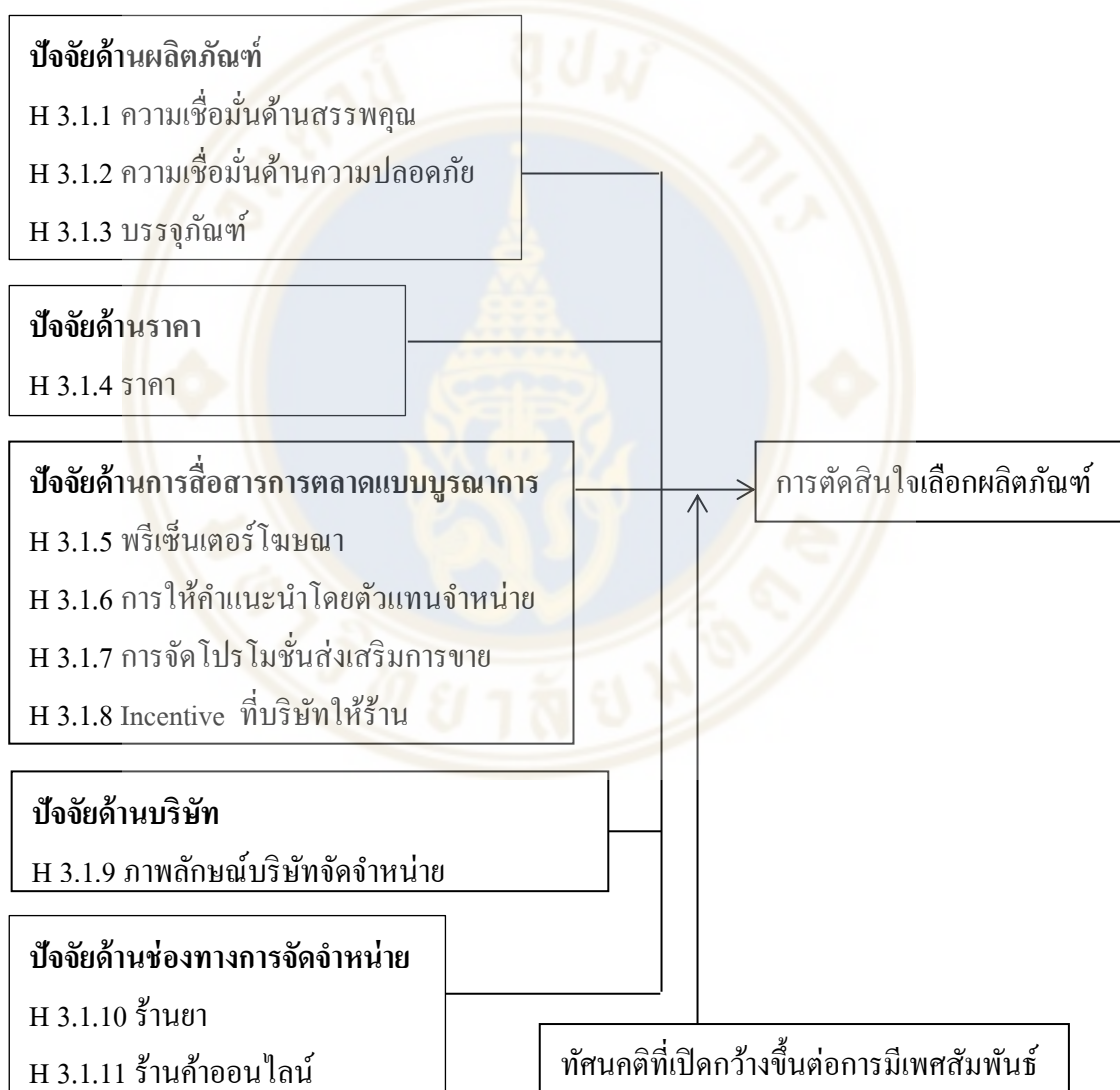 ปัจจัยด้านผลิตภัณฑ์
H 3.1.1 ความเชื่อมั่นด้านสรรพคุณ
H 3.1.2 ความเชื่อมั่นด้านความปลอดภัย
H 3.1.3 บรรจุภัณฑ์
ปัจจัยด้านราคา
H 3.1.4 ราคา
ปัจจัยด้านการสื่อสารการตลาดแบบบูรณาการ
H 3.1.5 พรีเซ็นเตอร์โฆษณา
H 3.1.6 การให้คำแนะนำโดยตัวแทนจำหน่าย
H 3.1.7 การจัดโปรโมชั่นส่งเสริมการขาย
H 3.1.8 Incentive ที่บริษัทให้ร้าน
การตัดสินใจเลือกผลิตภัณฑ์
ปัจจัยด้านบริษัท
H 3.1.9 ภาพลักษณ์บริษัทจัดจำหน่าย
ปัจจัยด้านช่องทางการจัดจำหน่าย
H 3.1.10 ร้านยา
H 3.1.11 ร้านค้าออนไลน์
ทัศนคติที่เปิดกว้างขึ้นต่อการมีเพศสัมพันธ์